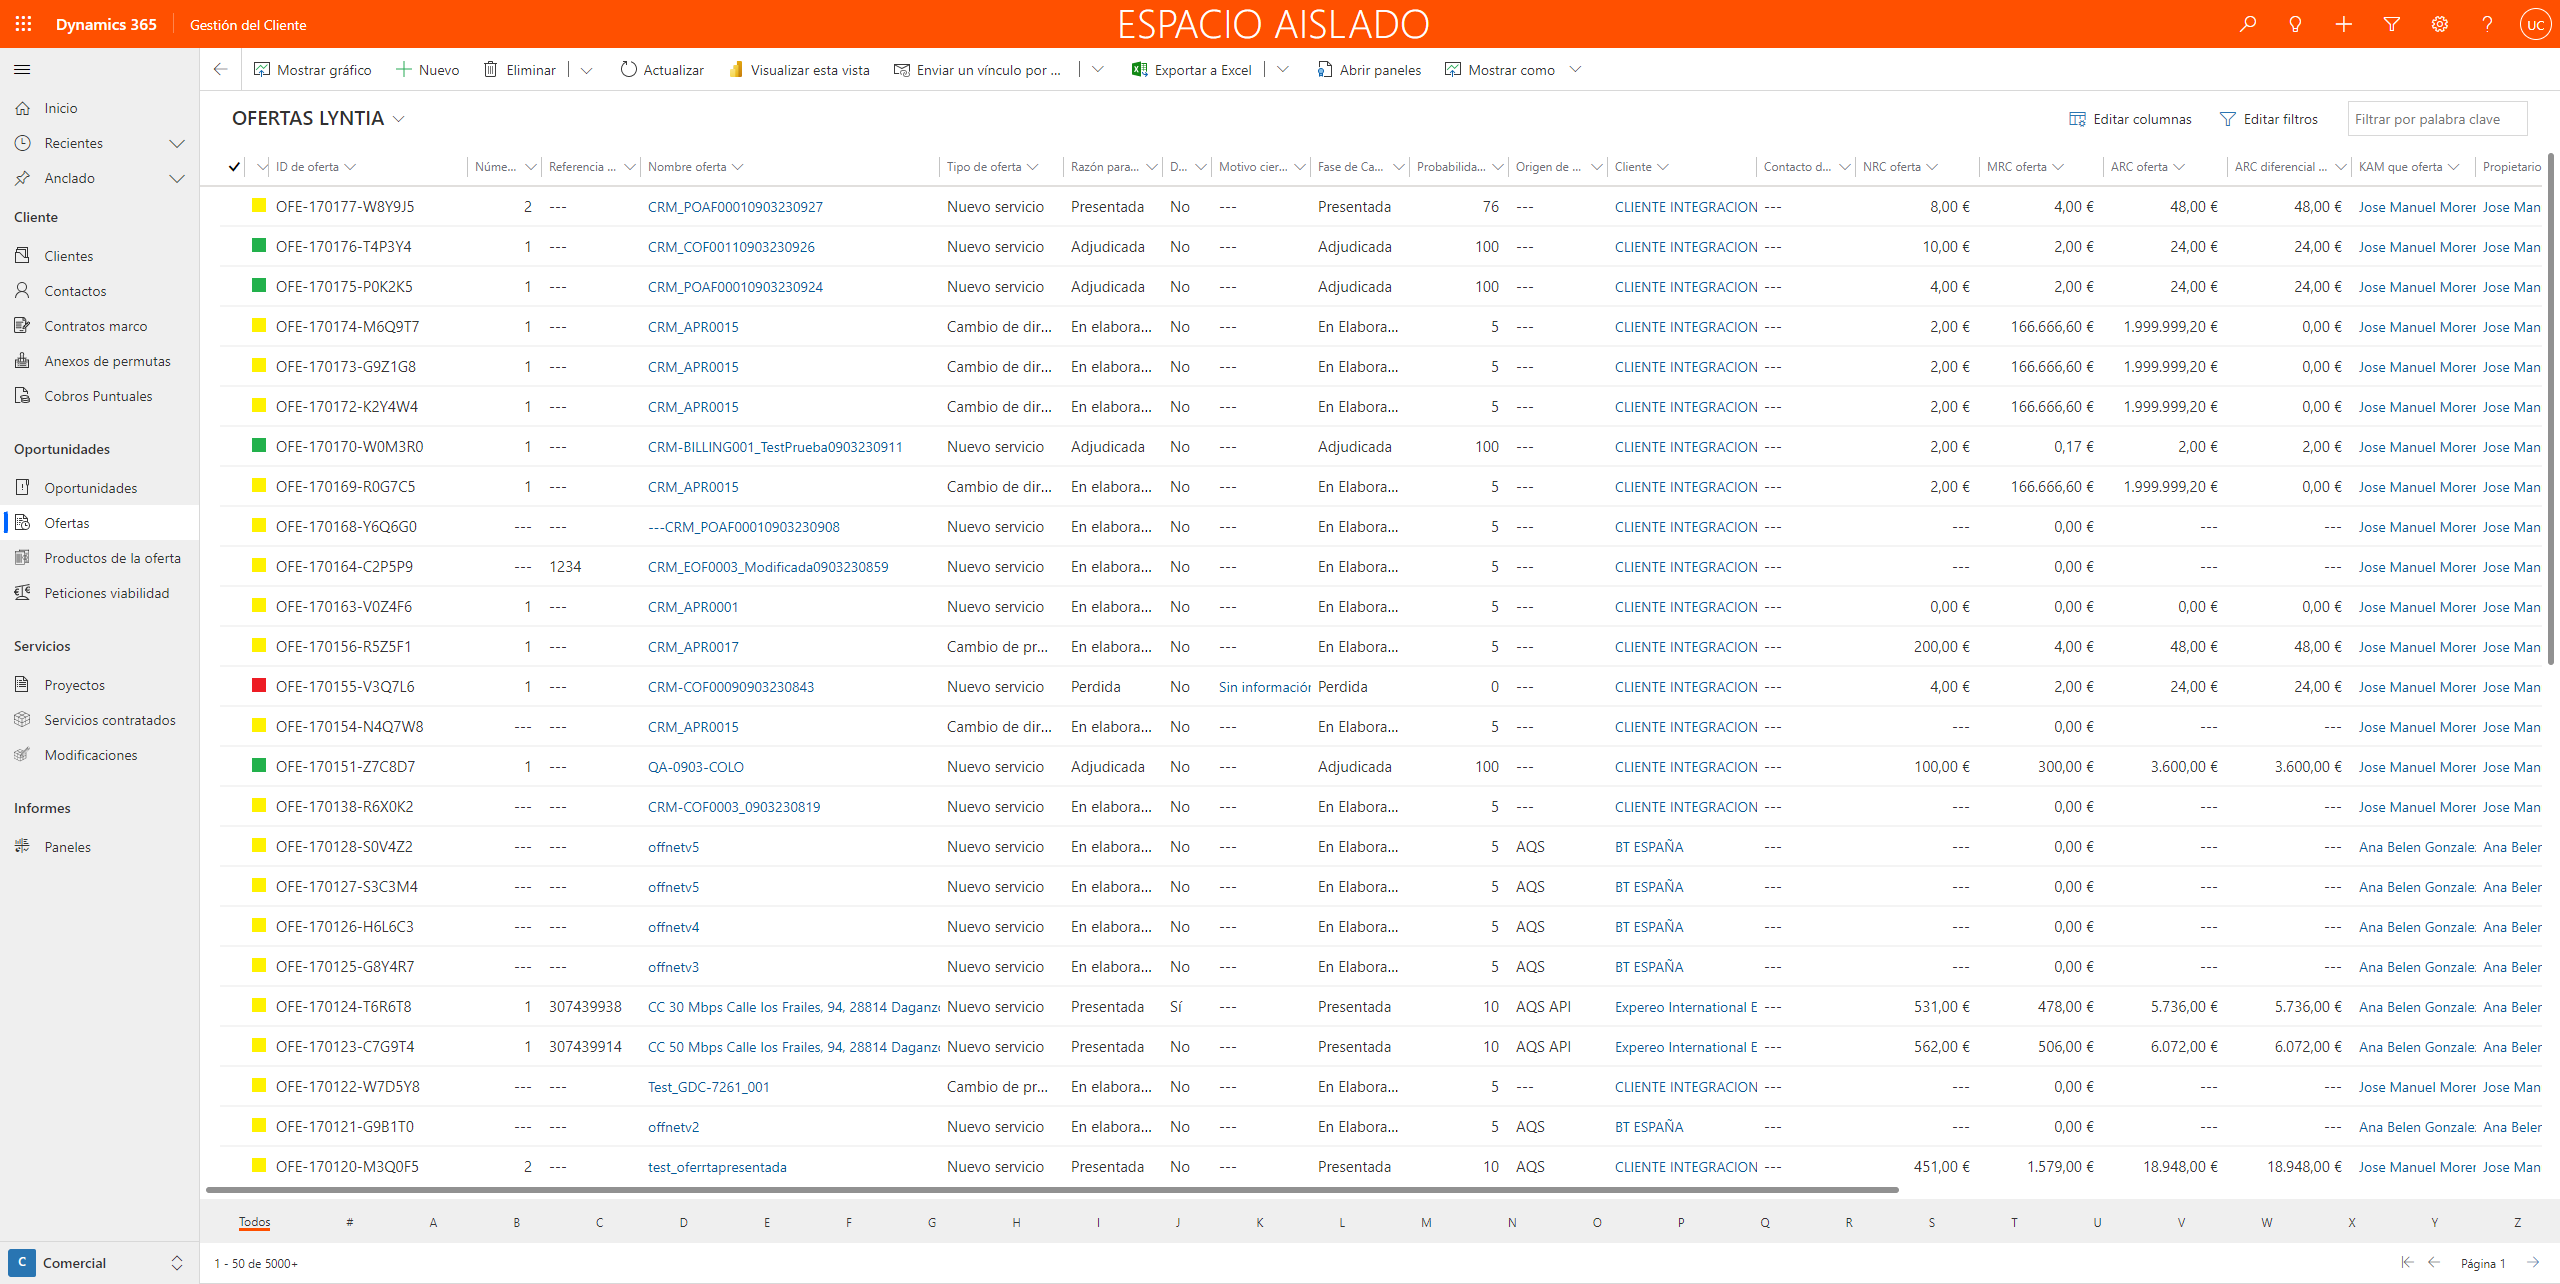 Dynamics 365 Gestión del Cliente ESPACIO AISLADO UC
Mostrar gráfico Nuevo Eliminar Actualizar Visualizar esta vista Enviar un vínculo por ... Exportar a Excel Abrir paneles Mostrar como
Inicio
Recientes
Anclado
Cliente
Clientes
Contactos
Contratos marco
Anexos de permutas
Cobros Puntuales
Oportunidades
Oportunidades
Ofertas
Productos de la oferta
Peticiones viabilidad
Servicios
Proyectos
Servicios contratados
Modificaciones
Informes
Paneles
C Comercial
OFERTAS LYNTIA Editar columnas Editar filtros Filtrar por palabra clave
ID de oferta Núme... Referencia ... Nombre oferta Tipo de oferta Razón para... D... Motivo cier... Fase de Ca... Probabilida... Origen de ... Cliente Contacto d... NRC oferta MRC oferta ARC oferta ARC diferencial ... KAM que oferta Propietario
OFE-170177-W8Y9J5 2 --- CRM_POAF00010903230927 Nuevo servicio Presentada No --- Presentada 76 --- CLIENTE INTEGRACION --- 8,00 € 4,00 € 48,00 € 48,00 € Jose Manuel Morer Jose Man
OFE-170176-T4P3Y4 1 --- CRM_COF00110903230926 Nuevo servicio Adjudicada No --- Adjudicada 100 --- CLIENTE INTEGRACION --- 10,00 € 2,00 € 24,00 € 24,00 € Jose Manuel Morer Jose Man
OFE-170175-P0K2K5 1 --- CRM_POAF00010903230924 Nuevo servicio Adjudicada No --- Adjudicada 100 --- CLIENTE INTEGRACION --- 4,00 € 2,00 € 24,00 € 24,00 € Jose Manuel Morer Jose Man
OFE-170174-M6Q9T7 1 --- CRM_APR0015 Cambio de dir... En elabora... No --- En Elabora... 5 --- CLIENTE INTEGRACION --- 2,00 € 166.666,60 € 1.999.999,20 € 0,00 € Jose Manuel Morer Jose Man
OFE-170173-G9Z1G8 1 --- CRM_APR0015 Cambio de dir... En elabora... No --- En Elabora... 5 --- CLIENTE INTEGRACION --- 2,00 € 166.666,60 € 1.999.999,20 € 0,00 € Jose Manuel Morer Jose Man
OFE-170172-K2Y4W4 1 --- CRM_APR0015 Cambio de dir... En elabora... No --- En Elabora... 5 --- CLIENTE INTEGRACION --- 2,00 € 166.666,60 € 1.999.999,20 € 0,00 € Jose Manuel Morer Jose Man
OFE-170170-W0M3R0 1 --- CRM-BILLING001_TestPrueba0903230911 Nuevo servicio Adjudicada No --- Adjudicada 100 --- CLIENTE INTEGRACION --- 2,00 € 0,17 € 2,00 € 2,00 € Jose Manuel Morer Jose Man
OFE-170169-R0G7C5 1 --- CRM_APR0015 Cambio de dir... En elabora... No --- En Elabora... 5 --- CLIENTE INTEGRACION --- 2,00 € 166.666,60 € 1.999.999,20 € 0,00 € Jose Manuel Morer Jose Man
OFE-170168-Y6Q6G0 --- --- ---CRM_POAF00010903230908 Nuevo servicio En elabora... No --- En Elabora... 5 --- CLIENTE INTEGRACION --- --- 0,00 € --- --- Jose Manuel Morer Jose Man
OFE-170164-C2P5P9 --- 1234 CRM_EOF0003_Modificada0903230859 Nuevo servicio En elabora... No --- En Elabora... 5 --- CLIENTE INTEGRACION --- --- 0,00 € --- --- Jose Manuel Morer Jose Man
OFE-170163-V0Z4F6 1 --- CRM_APR0001 Nuevo servicio En elabora... No --- En Elabora... 5 --- CLIENTE INTEGRACION --- 0,00 € 0,00 € 0,00 € 0,00 € Jose Manuel Morer Jose Man
OFE-170156-R5Z5F1 1 --- CRM_APR0017 Cambio de pr... En elabora... No --- En Elabora... 5 --- CLIENTE INTEGRACION --- 200,00 € 4,00 € 48,00 € 48,00 € Jose Manuel Morer Jose Man
OFE-170155-V3Q7L6 1 --- CRM-COF00090903230843 Nuevo servicio Perdida No Sin información Perdida 0 --- CLIENTE INTEGRACION --- 4,00 € 2,00 € 24,00 € 24,00 € Jose Manuel Morer Jose Man
OFE-170154-N4Q7W8 --- --- CRM_APR0015 Cambio de dir... En elabora... No --- En Elabora... 5 --- CLIENTE INTEGRACION --- --- 0,00 € --- --- Jose Manuel Morer Jose Man
OFE-170151-Z7C8D7 1 --- QA-0903-COLO Nuevo servicio Adjudicada No --- Adjudicada 100 --- CLIENTE INTEGRACION --- 100,00 € 300,00 € 3.600,00 € 3.600,00 € Jose Manuel Morer Jose Man
OFE-170138-R6X0K2 --- --- CRM-COF0003_0903230819 Nuevo servicio En elabora... No --- En Elabora... 5 --- CLIENTE INTEGRACION --- --- 0,00 € --- --- Jose Manuel Morer Jose Man
OFE-170128-S0V4Z2 --- --- offnetv5 Nuevo servicio En elabora... No --- En Elabora... 5 AQS BT ESPAÑA --- --- 0,00 € --- --- Ana Belen Gonzale: Ana Beler
OFE-170127-S3C3M4 --- --- offnetv5 Nuevo servicio En elabora... No --- En Elabora... 5 AQS BT ESPAÑA --- --- 0,00 € --- --- Ana Belen Gonzale: Ana Beler
OFE-170126-H6L6C3 --- --- offnetv4 Nuevo servicio En elabora... No --- En Elabora... 5 AQS BT ESPAÑA --- --- 0,00 € --- --- Ana Belen Gonzale: Ana Beler
OFE-170125-G8Y4R7 --- --- offnetv3 Nuevo servicio En elabora... No --- En Elabora... 5 AQS BT ESPAÑA --- --- 0,00 € --- --- Ana Belen Gonzale: Ana Beler
OFE-170124-T6R6T8 1 307439938 CC 30 Mbps Calle los Frailes, 94, 28814 Daganzo Nuevo servicio Presentada Sí --- Presentada 10 AQS API Expereo International E --- 531,00 € 478,00 € 5.736,00 € 5.736,00 € Ana Belen Gonzale: Ana Beler
OFE-170123-C7G9T4 1 307439914 CC 50 Mbps Calle los Frailes, 94, 28814 Daganzo Nuevo servicio Presentada No --- Presentada 10 AQS API Expereo International E --- 562,00 € 506,00 € 6.072,00 € 6.072,00 € Ana Belen Gonzale: Ana Beler
OFE-170122-W7D5Y8 --- --- Test_GDC-7261_001 Cambio de pr... En elabora... No --- En Elabora... 5 --- CLIENTE INTEGRACION --- --- 0,00 € --- --- Jose Manuel Morer Jose Man
OFE-170121-G9B1T0 --- --- offnetv2 Nuevo servicio En elabora... No --- En Elabora... 5 AQS BT ESPAÑA --- --- 0,00 € --- --- Ana Belen Gonzale: Ana Beler
OFE-170120-M3Q0F5 2 --- test_oferrtapresentada Nuevo servicio Presentada No --- Presentada 10 AQS CLIENTE INTEGRACION --- 451,00 € 1.579,00 € 18.948,00 € 18.948,00 € Jose Manuel Morer Jose Man
Todos # A B C D E F G H I J K L M N O P Q R S T U V W X Y Z
1 - 50 de 5000+ Página 1